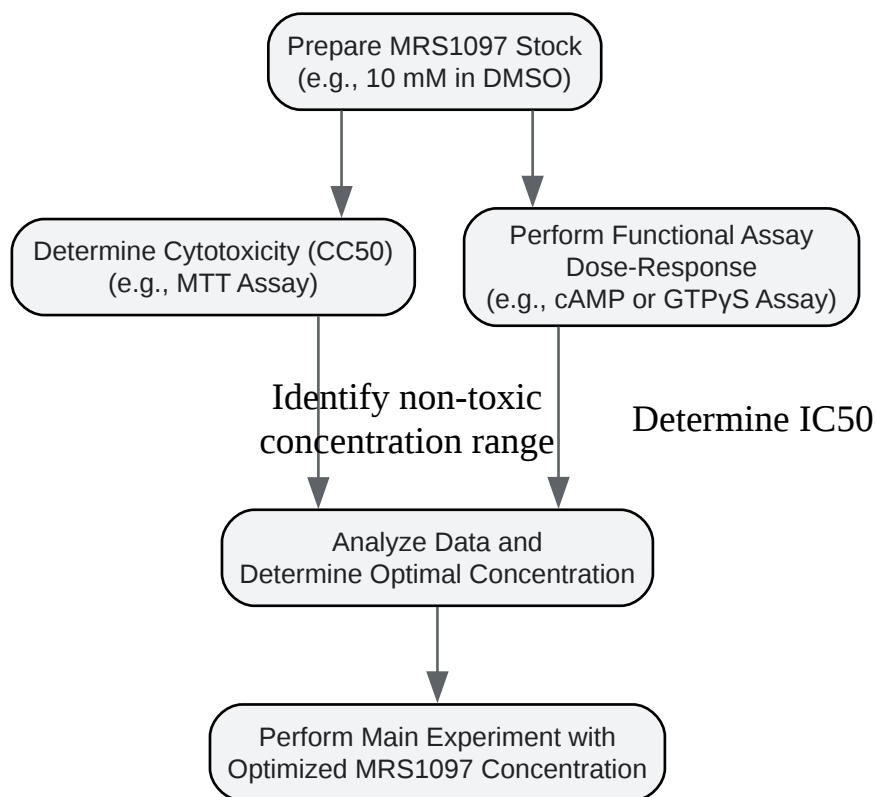 Prepare MRS1097 Stock
(e.g., 10 mM in DMSO)
Determine Cytotoxicity (CC50)
(e.g., MTT Assay)
Perform Functional Assay
Dose-Response
(e.g., cAMP or GTPγS Assay)
Identify non-toxic
concentration range
Determine IC50
Analyze Data and
Determine Optimal Concentration
Perform Main Experiment with
Optimized MRS1097 Concentration